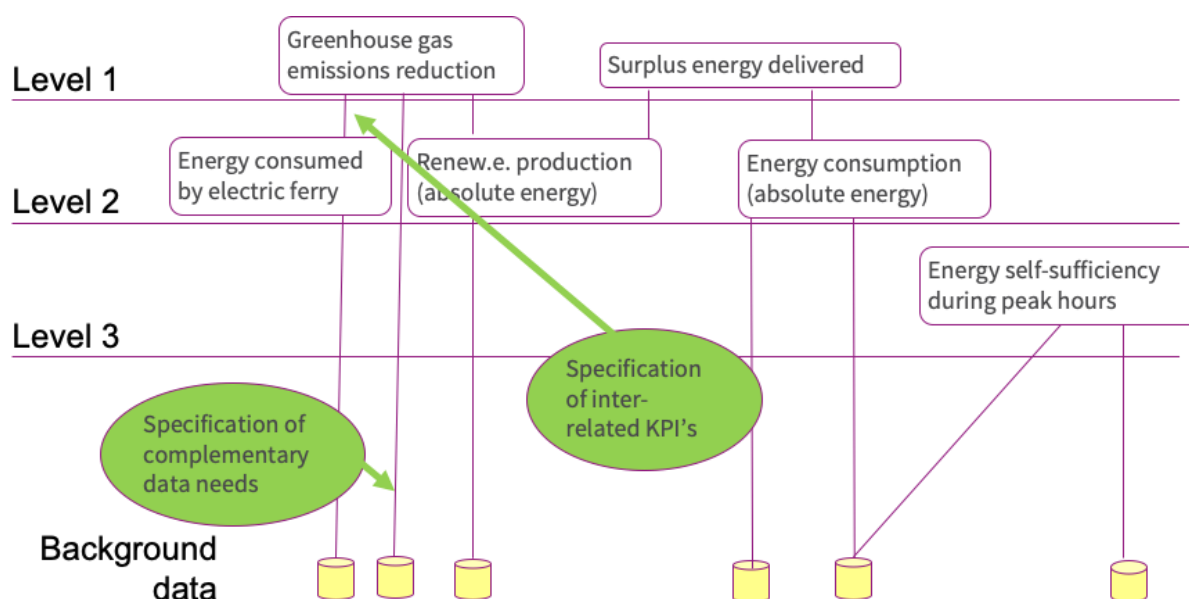 Greenhouse gas
emissions reduction
Surplus energy delivered
Level 1
Energy consumed
by electric ferry
Renew.e. production
(absolute energy)
Energy consumption
(absolute energy)
Level 2
Energy self-sufficiency
during peak hours
Level 3
Specification
of inter-
related KPI's
Specification of
complementary
data needs
Background
data